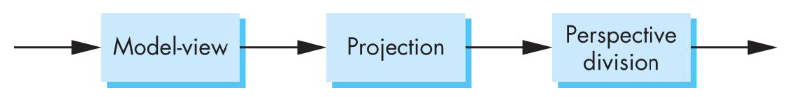 Model-view
Projection
Perspective
division